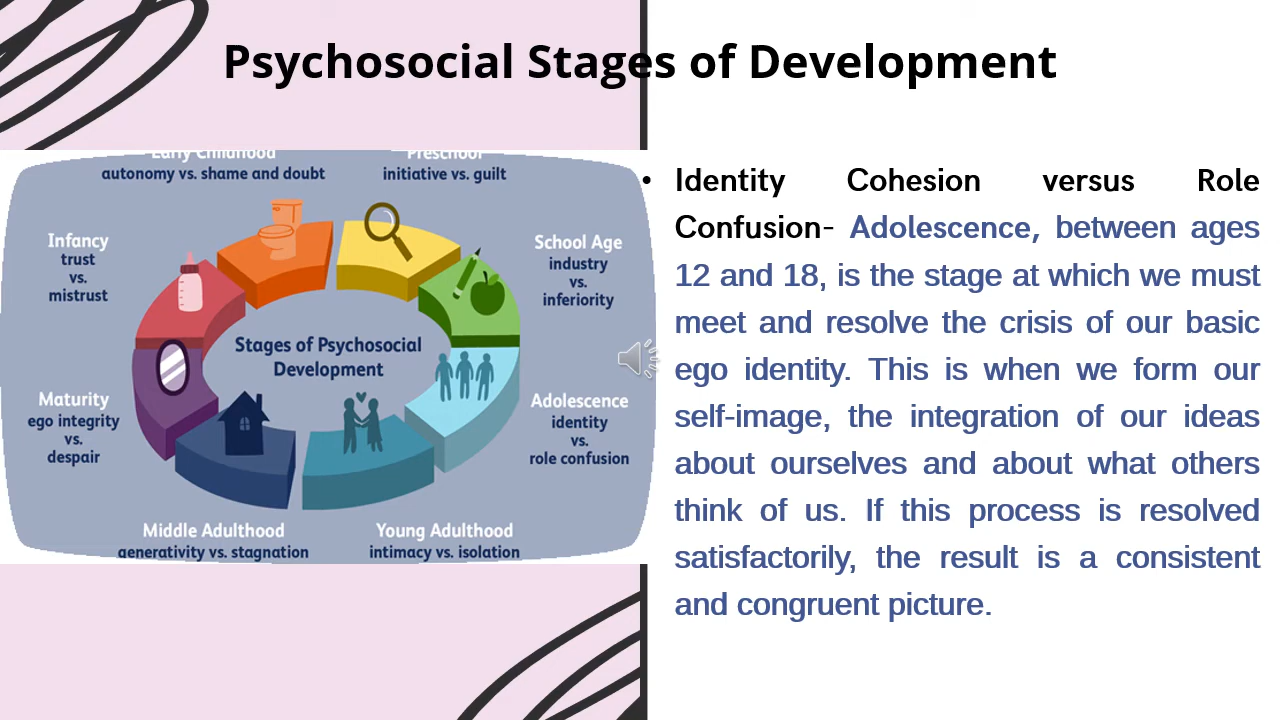 Psychosocial Stages of Development
Early Childhood
autonomy vs. shame and doubt
Preschool
initiative vs. guilt
Infancy
trust
vs.
mistrust
School Age
industry
vs.
inferiority
Stages of Psychosocial
Development
Maturity
ego integrity
vs.
despair
Adolescence
identity
vs.
role confusion
Middle Adulthood
generativity vs. stagnation
Young Adulthood
intimacy vs. isolation
• Identity Cohesion versus Role
Confusion- Adolescence, between ages
12 and 18, is the stage at which we must
meet and resolve the crisis of our basic
ego identity. This is when we form our
self-image, the integration of our ideas
about ourselves and about what others
think of us. If this process is resolved
satisfactorily, the result is a consistent
and congruent picture.